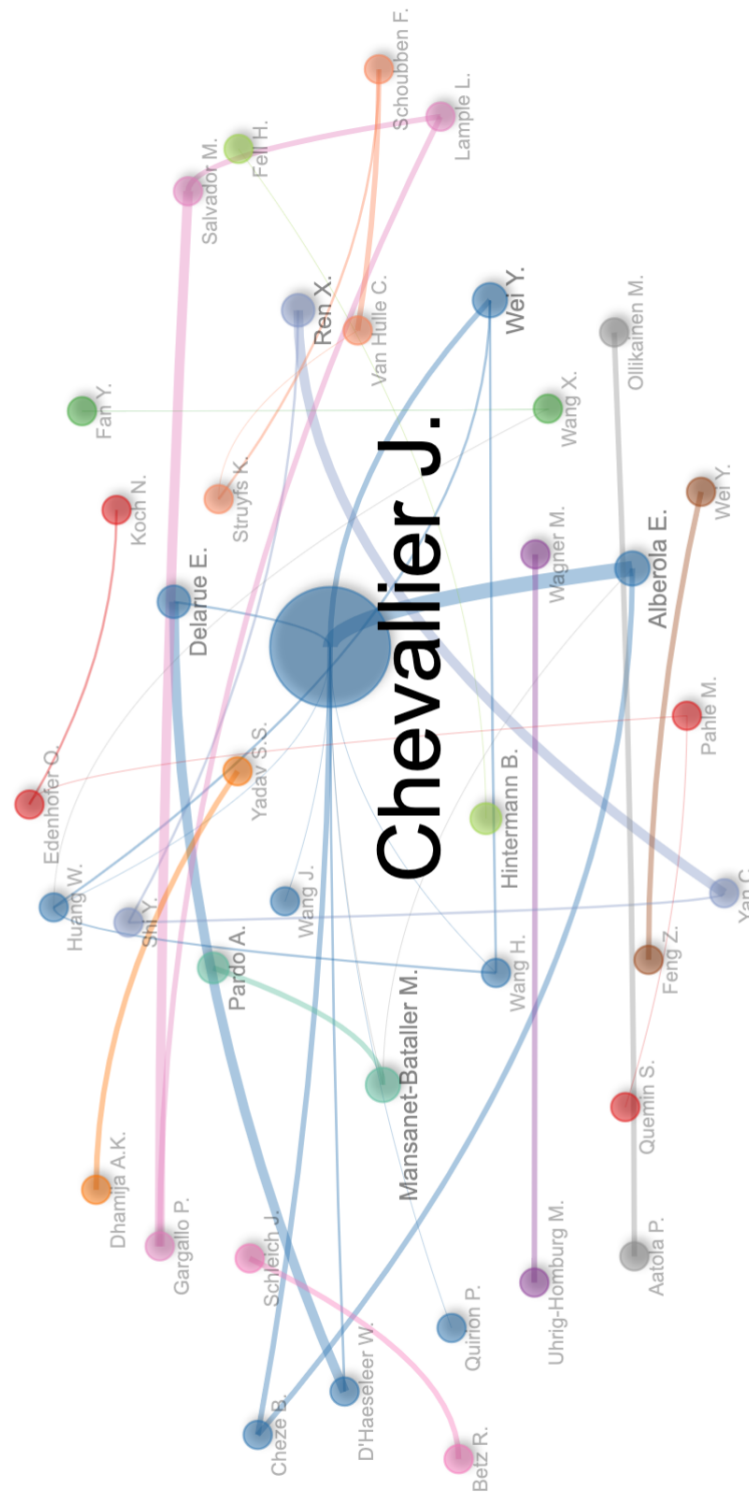 Schoubben F.
Lample L.
Fell H.
Salvador M.
Wei Y.
Ren X.
Van Hulle C.
Ollikainen M.
Fan Y.
Wang X.
Koch N.
Struyfs K.
Wei Y.
Delarue E.
Wagner M.
Alberola E.
Chevallier J.
Pahle M.
Yadav S.S.
Edenhofer O.
Hintermann B.
Huang W.
Shi Y.
Wang J.
Yan C.
Pardo A.
Wang H.
Feng Z.
Mansanet-Bataller M.
Quemin S.
Dhamija A.K.
Gargallo P.
Schleich J.
Aatola P.
Uhrig-Homburg M.
Quirion P.
D'Haeseleer W.
Cheze B.
Betz R.